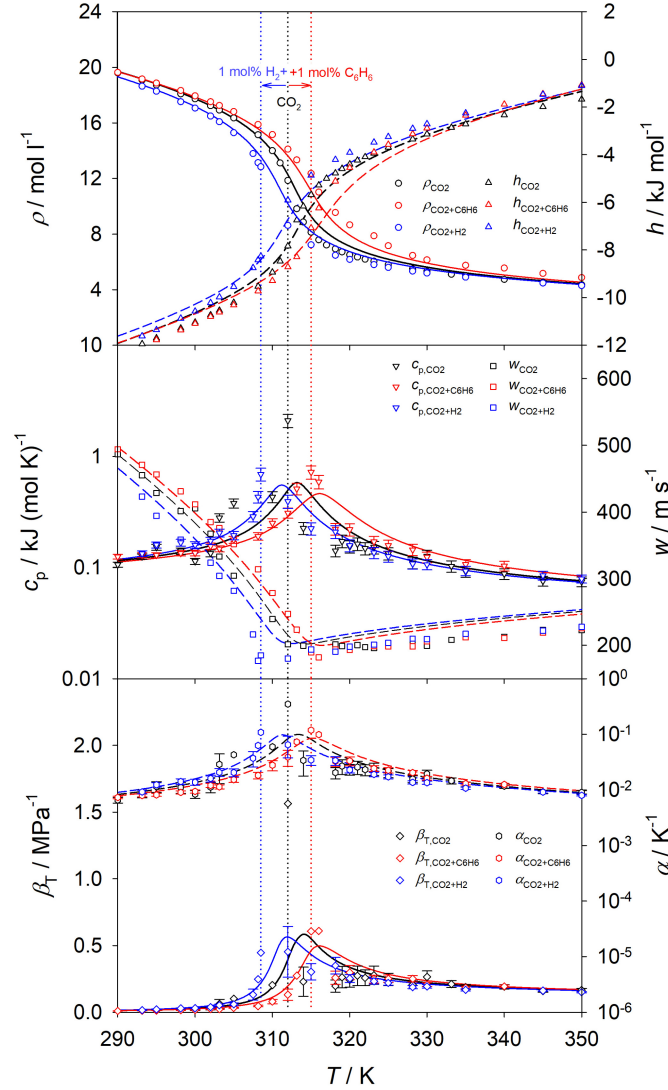 24
20
16
12
8
4
10
ρ / mol l⁻¹
2
0
-2
-4
-6
-8
-10
-12
h / kJ mol⁻¹
1 mol% H₂+ +1 mol% C₆H₆
CO₂
ρCO2
ρCO2+C6H6
ρCO2+H2
hCO2
hCO2+C6H6
hCO2+H2
1
0.1
0.01
cp / kJ (mol K)⁻¹
600
500
400
300
200
w / m s⁻¹
cp,CO2
cp,CO2+C6H6
cp,CO2+H2
wCO2
wCO2+C6H6
wCO2+H2
2.0
1.5
1.0
0.5
0.0
βT / MPa⁻¹
10⁰
10⁻¹
10⁻²
10⁻³
10⁻⁴
10⁻⁵
10⁻⁶
α / K⁻¹
βT,CO2
βT,CO2+C6H6
βT,CO2+H2
αCO2
αCO2+C6H6
αCO2+H2
290 300 310 320 330 340 350
T / K